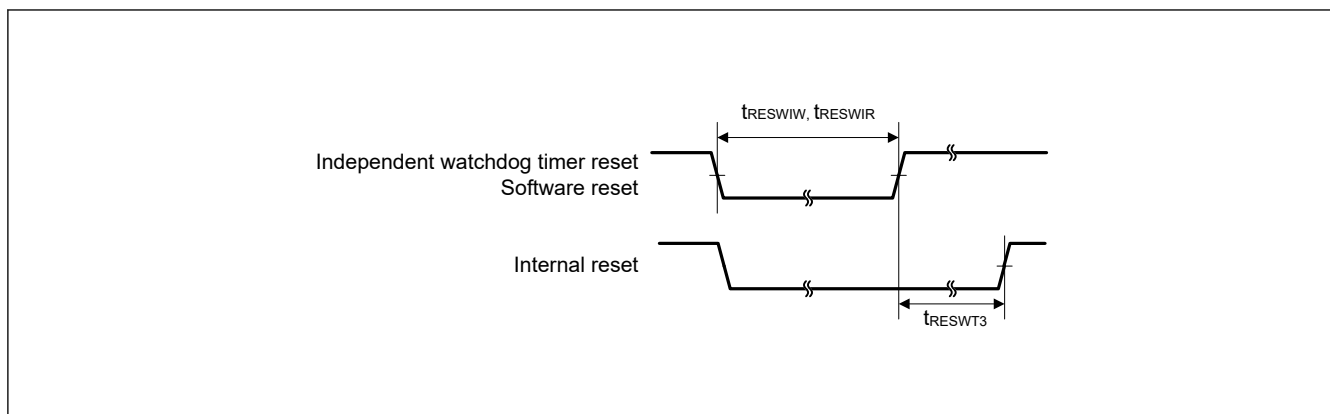 tRESWIW, tRESWIR
Independent watchdog timer reset
Software reset
Internal reset
tRESWT3